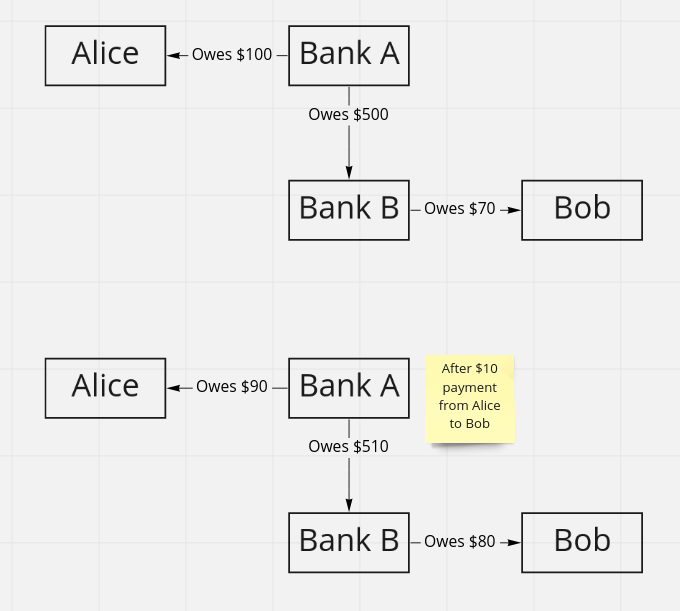 Alice
Owes $100
Bank A
Owes $500
Bank B
Owes $70
Bob
Alice
Owes $90
Bank A
After $10
payment
from Alice
to Bob
Owes $510
Bank B
Owes $80
Bob